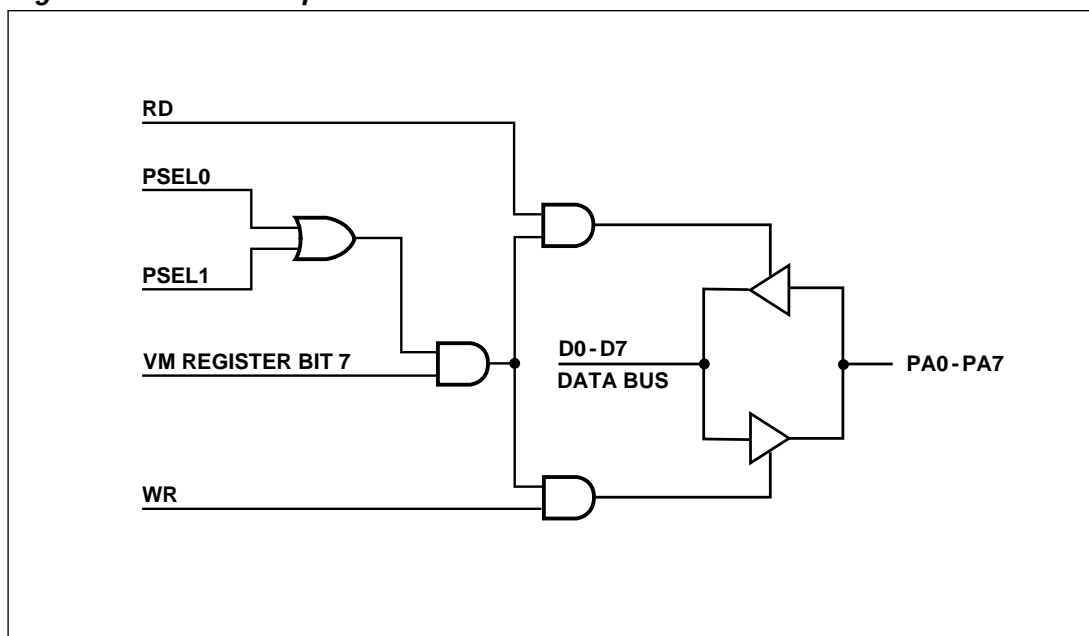 RD
PSEL0
PSEL1
VM REGISTER BIT 7
D0 - D7
DATA BUS
PA0 - PA7
WR